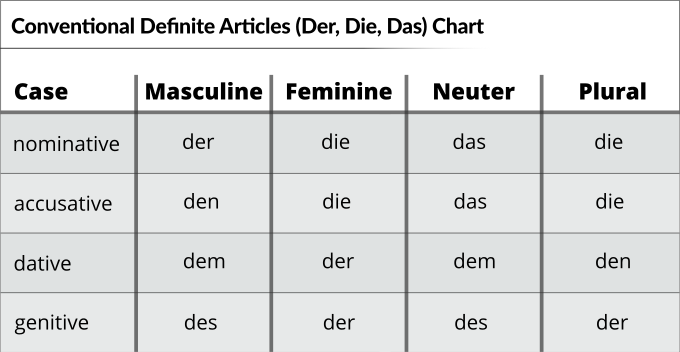 Conventional Definite Articles (Der, Die, Das) Chart
Case Masculine Feminine Neuter Plural
nominative der die das die
accusative den die das die
dative dem der dem den
genitive des der des der